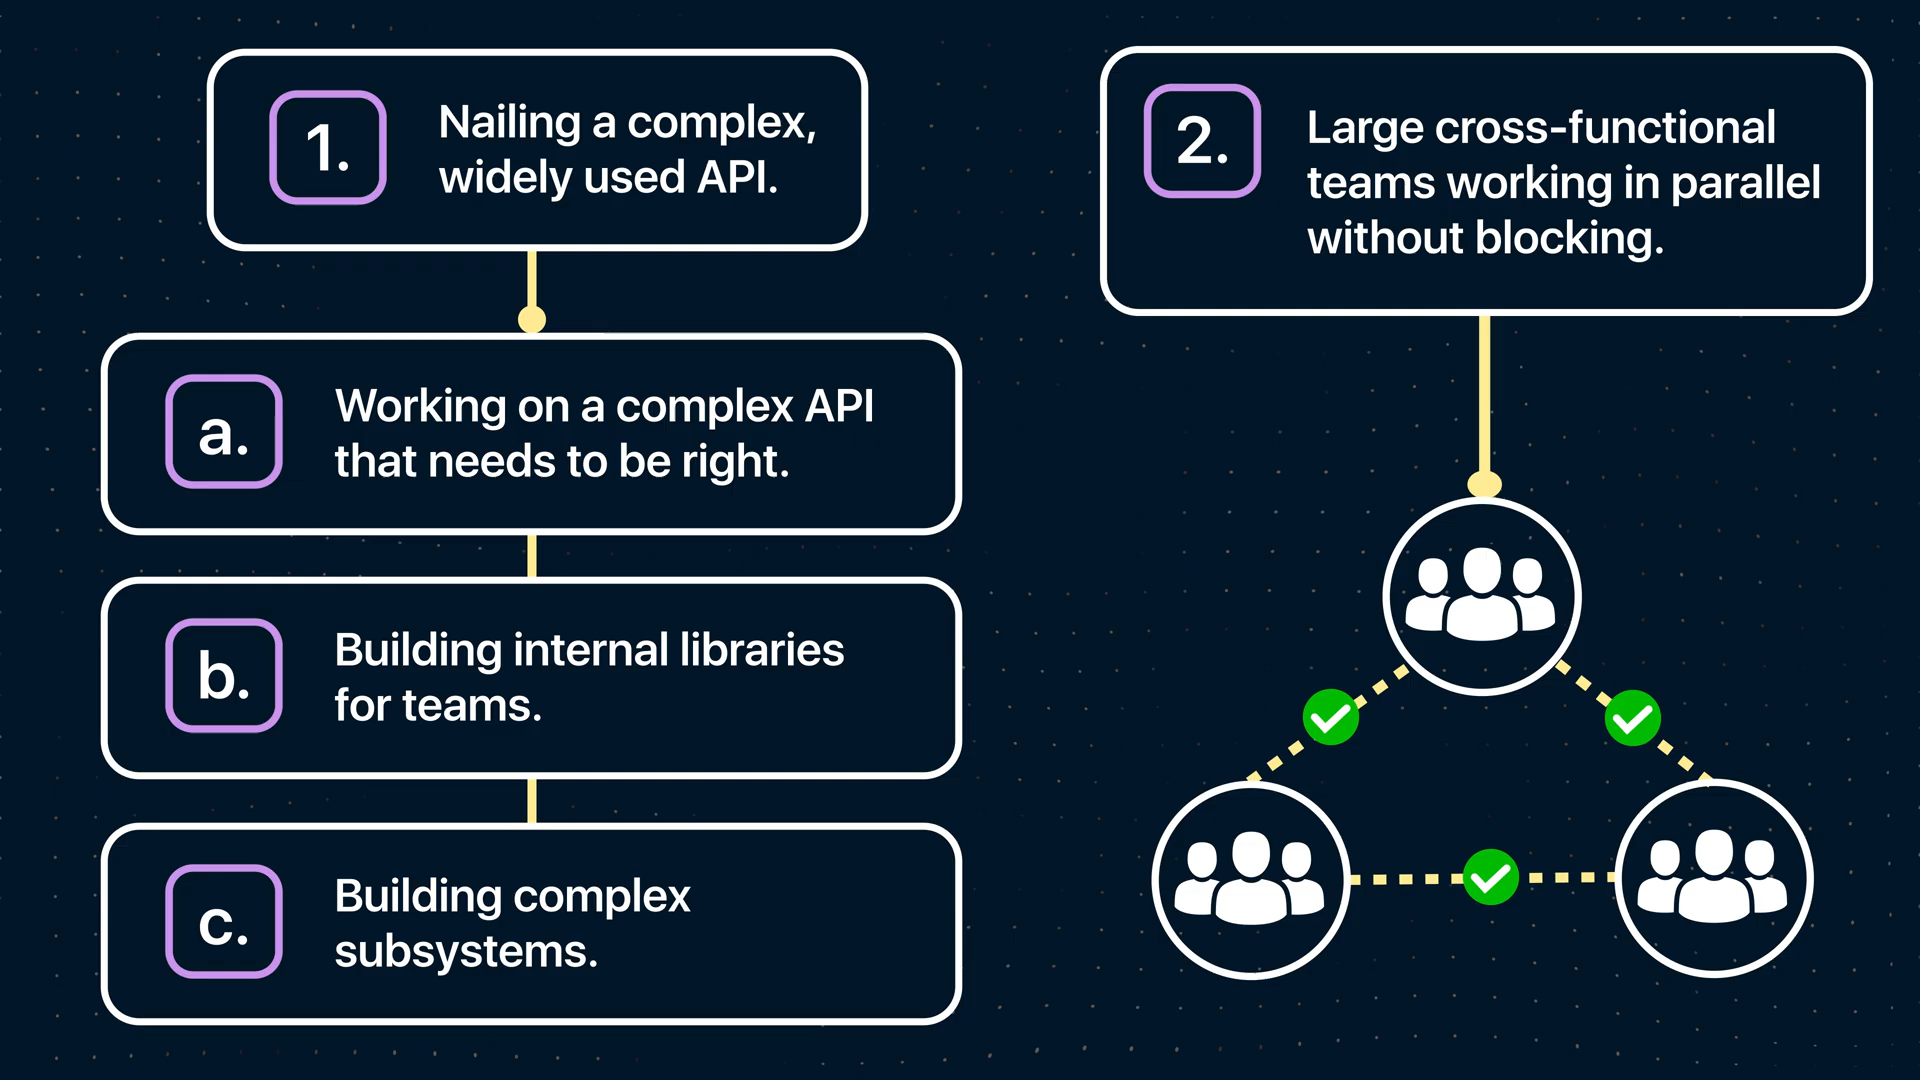 1.
Nailing a complex,
widely used API.
a.
Working on a complex API
that needs to be right.
b.
Building internal libraries
for teams.
c.
Building complex
subsystems.
2.
Large cross-functional
teams working in parallel
without blocking.